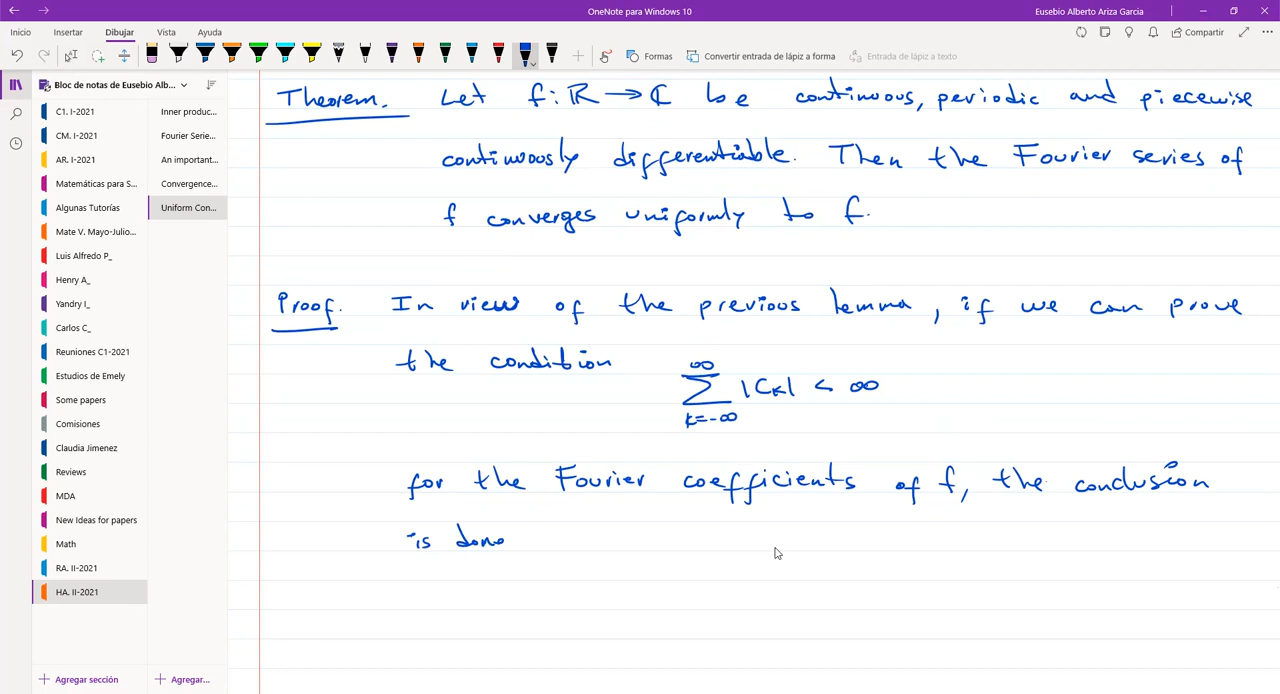 OneNote para Windows 10
Eusebio Alberto Ariza Garcia
Inicio
Insertar
Dibujar
Vista
Ayuda
Compartir
Formas
Convertir entrada de lápiz a forma
Entrada de lápiz a texto
Bloc de notas de Eusebio Alb...
C1. I-2021
CM. I-2021
AR. I-2021
Matemáticas para S...
Algunas Tutorías
Mate V. Mayo-Julio...
Luis Alfredo P_
Henry A_
Yandry I_
Carlos C_
Reuniones C1-2021
Estudios de Emely
Some papers
Comisiones
Claudia Jimenez
Reviews
MDA
New Ideas for papers
Math
RA. II-2021
HA. II-2021
Agregar sección
Inner produc...
Fourier Serie...
An important...
Convergence...
Uniform Con...
Agregar...
Theorem. Let f: ℝ → ℂ be continuous, periodic and piecewise
continuously differentiable. Then the Fourier series of
f converges uniformly to f.
Proof. In view of the previous lemma, if we can prove
the condition
∞
∑ |Cₖ| < ∞
k=-∞
for the Fourier coefficients of f, the conclusion
is done